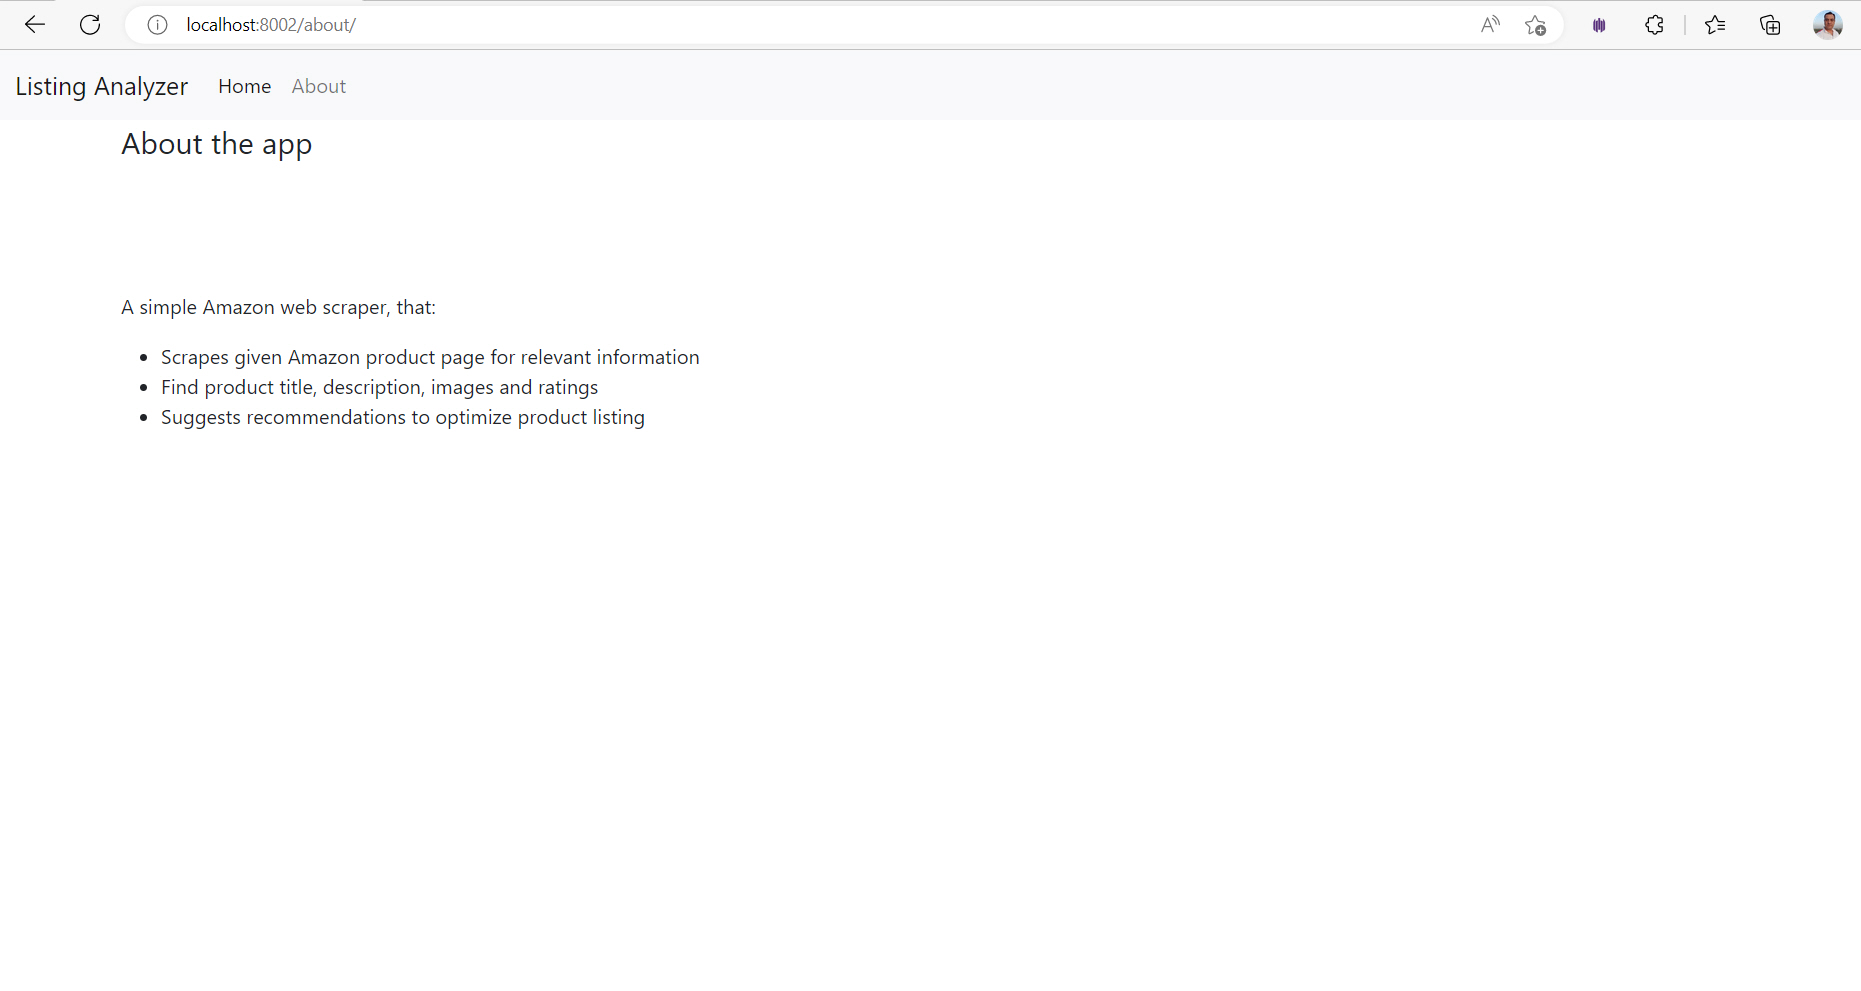 localhost:8002/about/
Listing Analyzer Home About
About the app
A simple Amazon web scraper, that:
Scrapes given Amazon product page for relevant information
Find product title, description, images and ratings
Suggests recommendations to optimize product listing